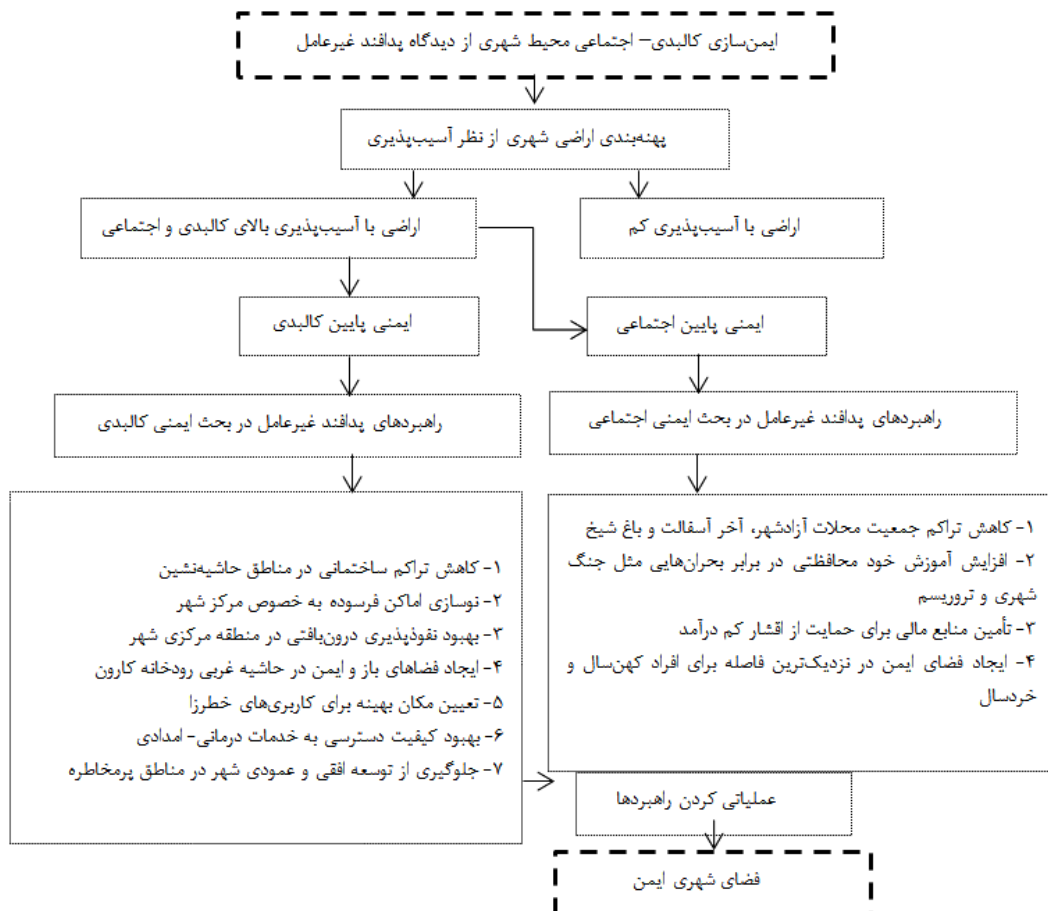 ایمن‌سازی کالبدی– اجتماعی محیط شهری از دیدگاه پدافند غیرعامل
پهنه‌بندی اراضی شهری از نظر آسیب‌پذیری
اراضی با آسیب‌پذیری کم
اراضی با آسیب‌پذیری بالای کالبدی و اجتماعی
ایمنی پایین اجتماعی
ایمنی پایین کالبدی
راهبردهای پدافند غیرعامل در بحث ایمنی اجتماعی
راهبردهای پدافند غیرعامل در بحث ایمنی کالبدی
۱- کاهش تراکم جمعیت محلات آزادشهر، آخر آسفالت و باغ شیخ
۲- افزایش آموزش خود محافظتی در برابر بحران‌هایی مثل جنگ
شهری و تروریسم
۳- تأمین منابع مالی برای حمایت از اقشار کم درآمد
۴- ایجاد فضای ایمن در نزدیک‌ترین فاصله برای افراد کهن‌سال و
خردسال
۱- کاهش تراکم ساختمانی در مناطق حاشیه‌نشین
۲- نوسازی اماکن فرسوده به خصوص مرکز شهر
۳- بهبود نفوذپذیری درون‌بافتی در منطقه مرکزی شهر
۴- ایجاد فضاهای باز و ایمن در حاشیه غربی رودخانه کارون
۵- تعیین مکان بهینه برای کاربری‌های خطرزا
۶- بهبود کیفیت دسترسی به خدمات درمانی- امدادی
۷- جلوگیری از توسعه افقی و عمودی شهر در مناطق پرمخاطره
عملیاتی کردن راهبردها
فضای شهری ایمن